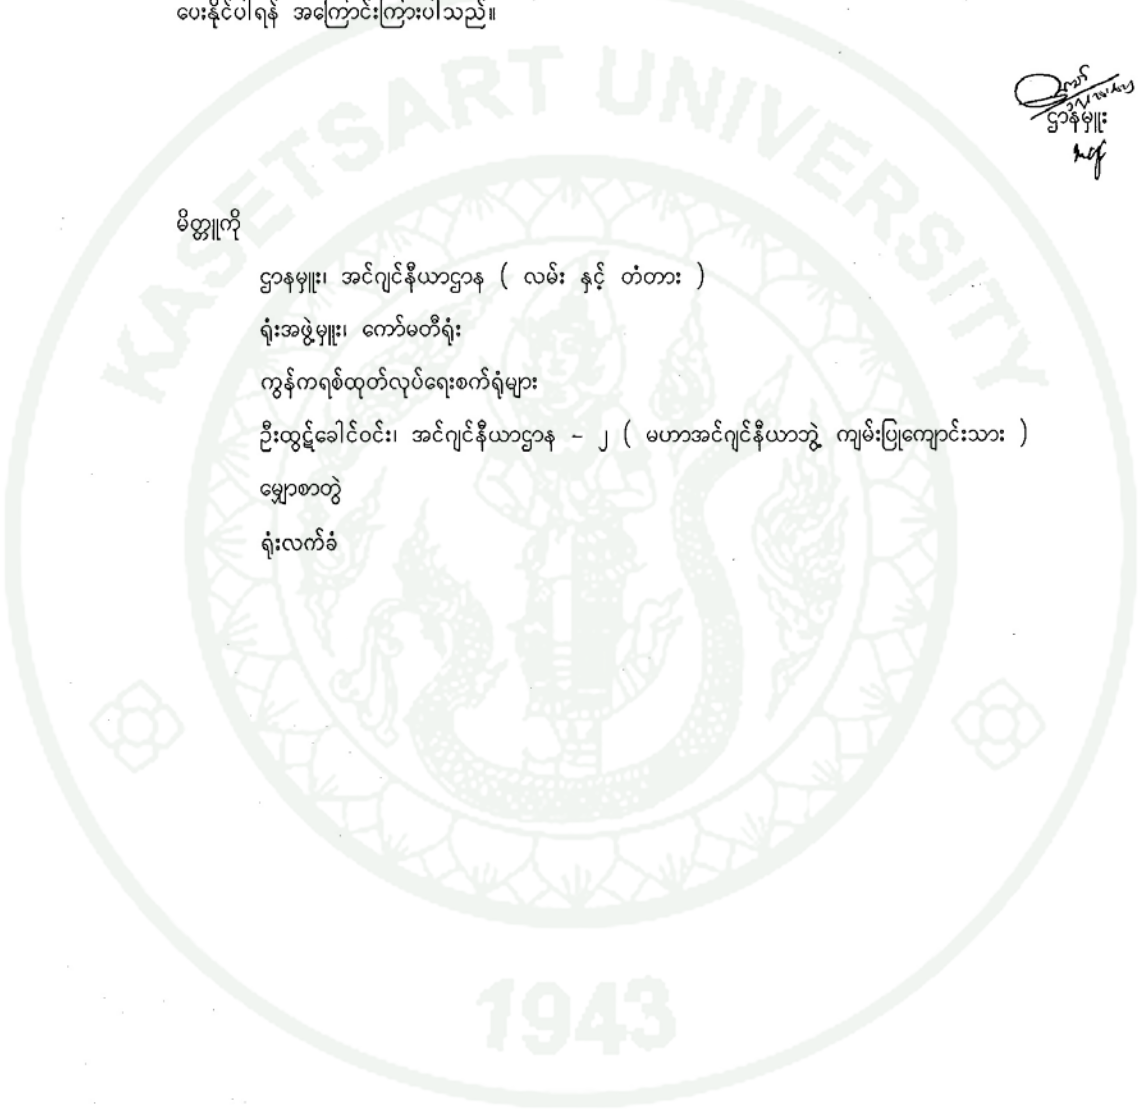 ပေးနိုင်ပါရန် အကြောင်းကြားပါသည်။
ဌာနမှူး
မိတ္တူကို
ဌာနမှူး၊ အင်ဂျင်နီယာဌာန ( လမ်း နှင့် တံတား )
ရုံးအဖွဲ့မှူး၊ ကော်မတီရုံး
ကွန်ကရစ်ထုတ်လုပ်ရေးစက်ရုံများ
ဦးထွဋ်ခေါင်ဝင်း၊ အင်ဂျင်နီယာဌာန – ၂ ( မဟာအင်ဂျင်နီယာဘွဲ့ ကျမ်းပြုကျောင်းသား )
မျှောစာတွဲ
ရုံးလက်ခံ
KASETSART UNIVERSITY
1943